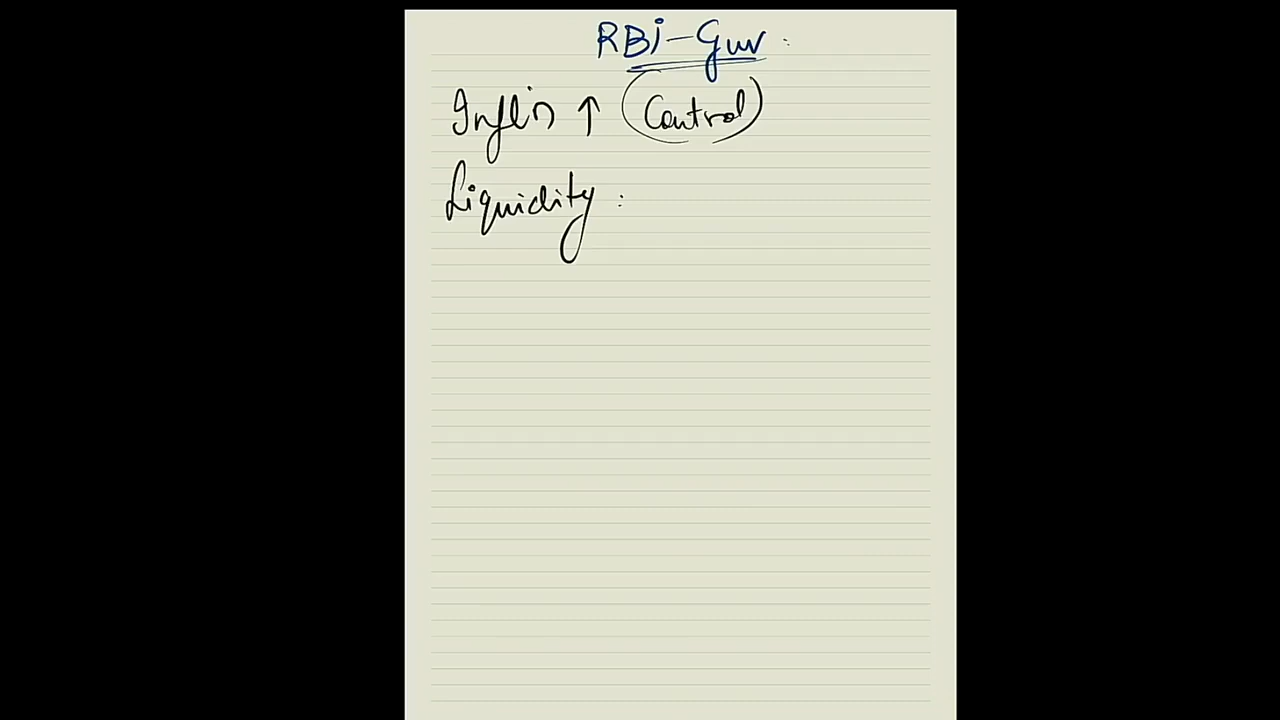 RBI-Guv :
Infl'n ↑ (Control)
Liquidity :